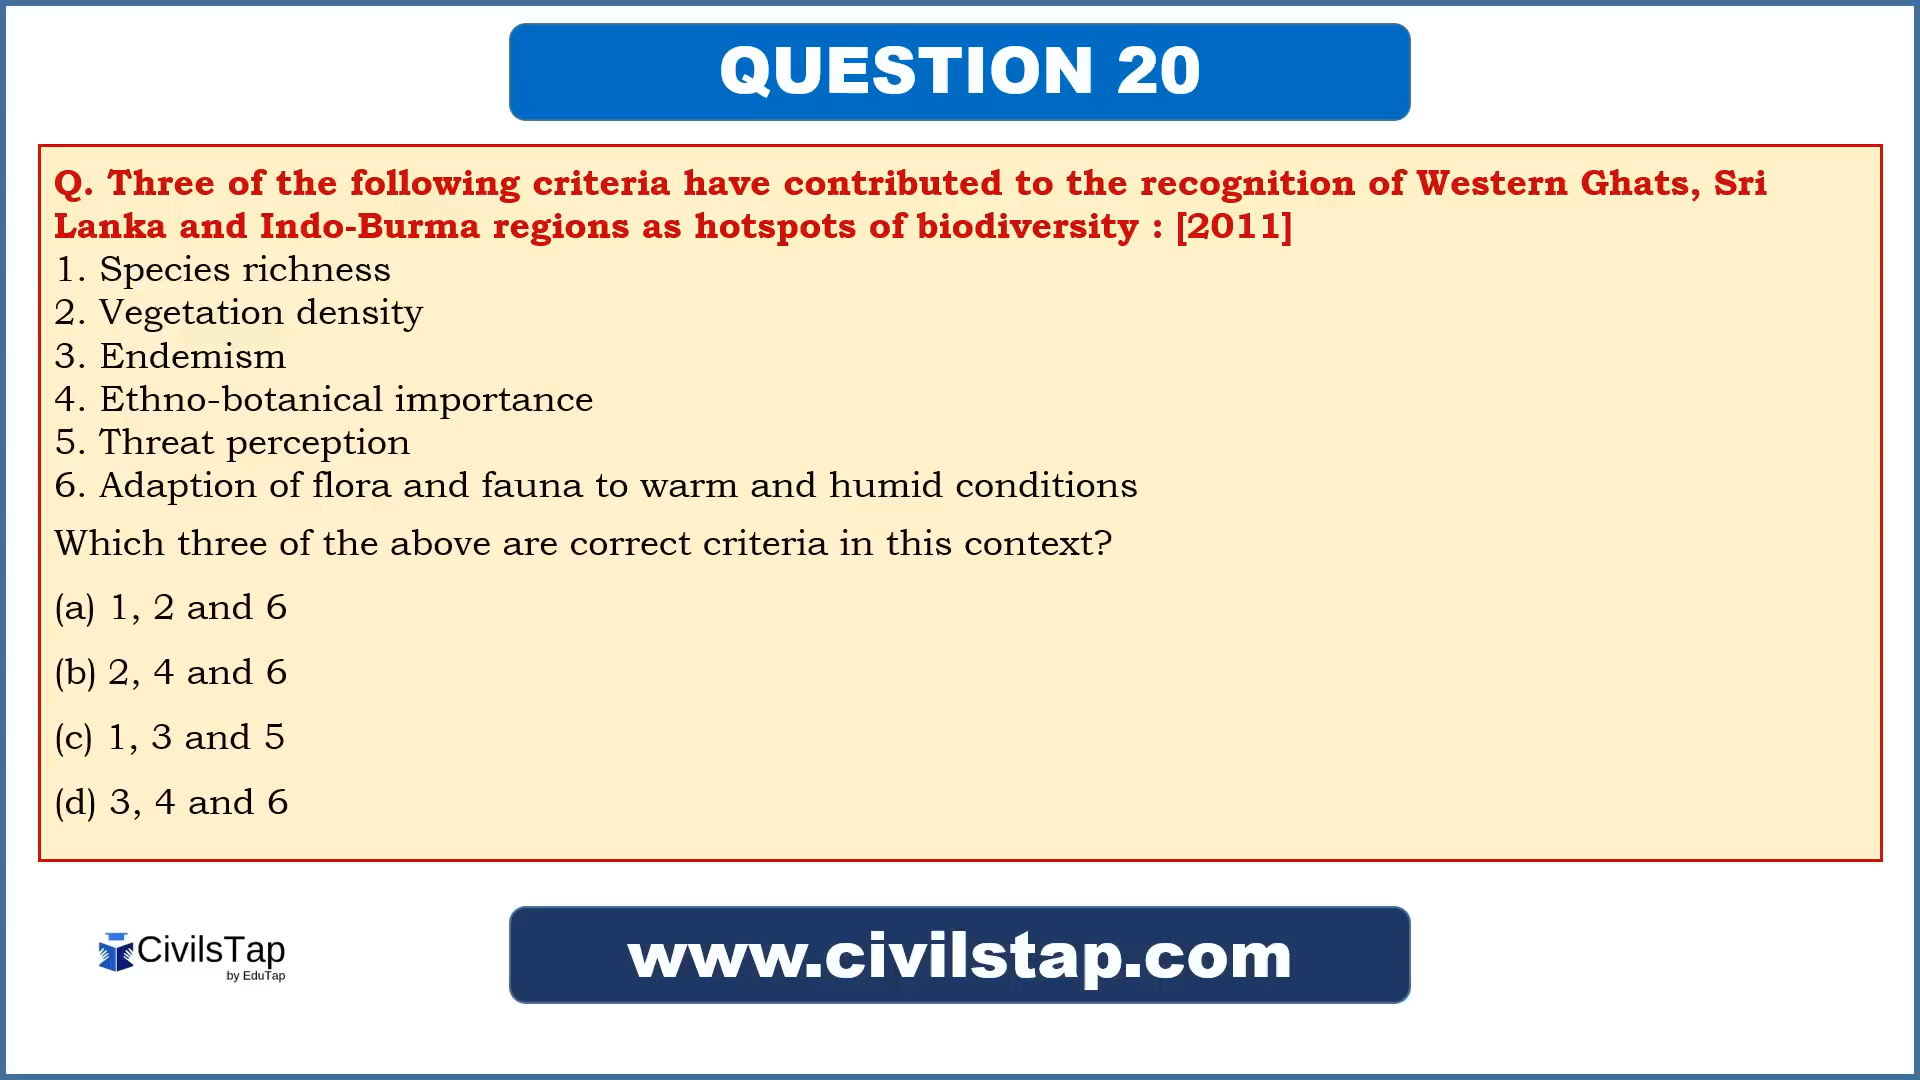 QUESTION 20
Q. Three of the following criteria have contributed to the recognition of Western Ghats, Sri
Lanka and Indo-Burma regions as hotspots of biodiversity : [2011]
1. Species richness
2. Vegetation density
3. Endemism
4. Ethno-botanical importance
5. Threat perception
6. Adaption of flora and fauna to warm and humid conditions
Which three of the above are correct criteria in this context?
(a) 1, 2 and 6
(b) 2, 4 and 6
(c) 1, 3 and 5
(d) 3, 4 and 6
CivilsTap
by EduTap
www.civilstap.com